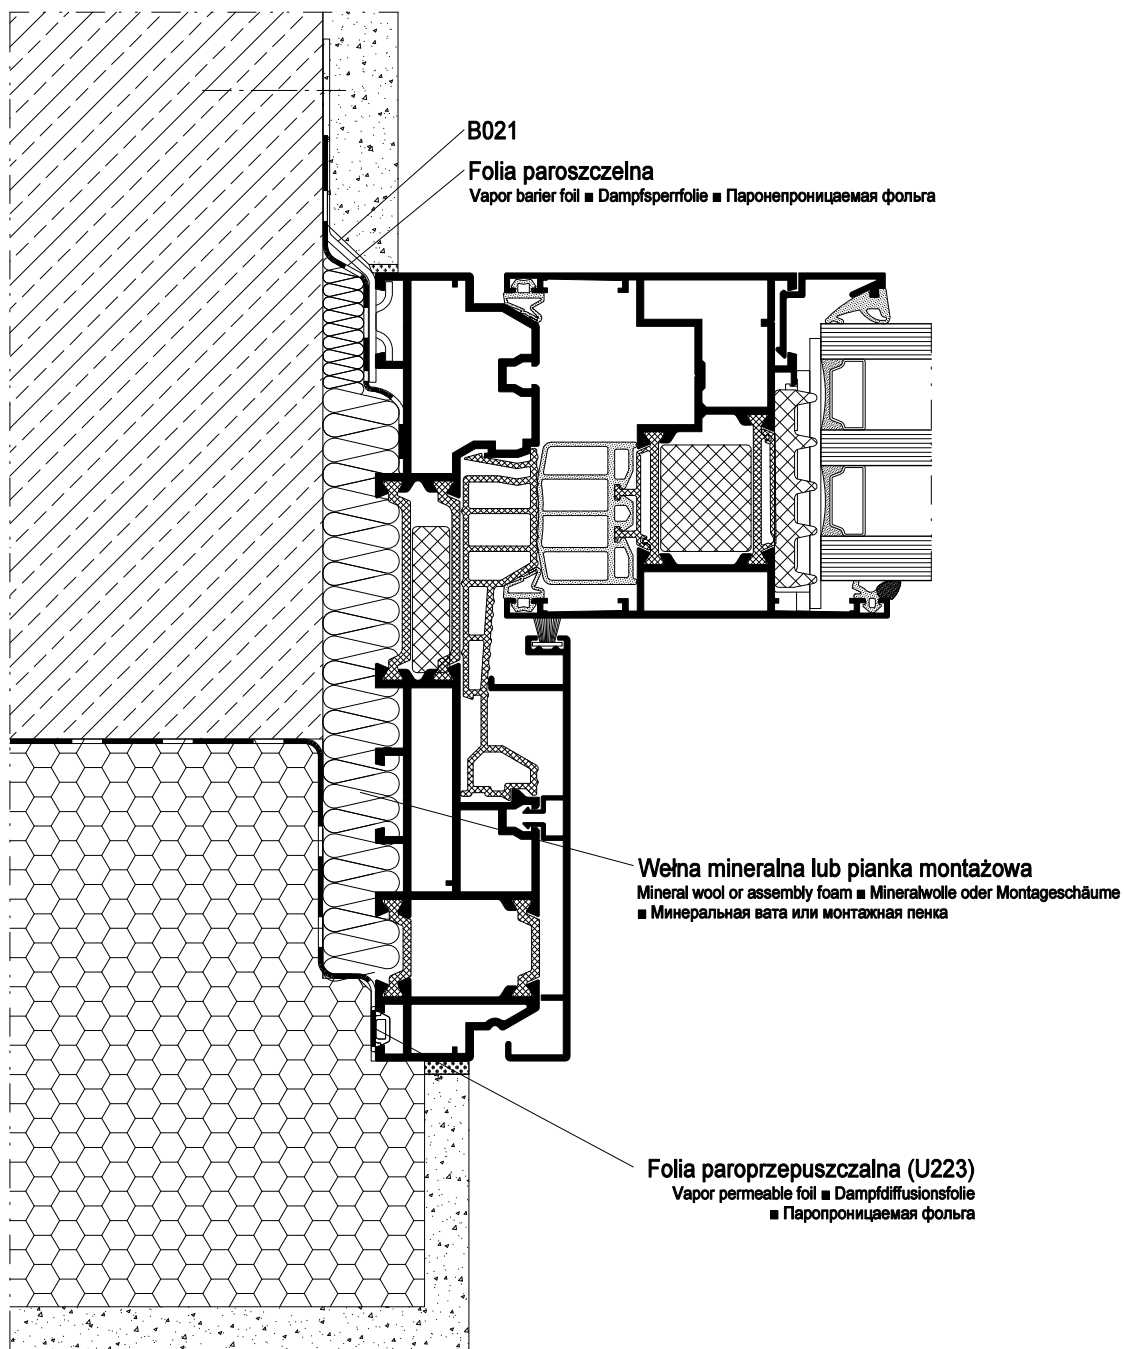 B021
Folia paroszczelna
Vapor barier foil ■ Dampfsperrfolie ■ Паронепроницаемая фольга
Wełna mineralna lub pianka montażowa
Mineral wool or assembly foam ■ Mineralwolle oder Montageschäume
■ Минеральная вата или монтажная пенка
Folia paroprzepuszczalna (U223)
Vapor permeable foil ■ Dampfdiffusionsfolie
■ Паропроницаемая фольга